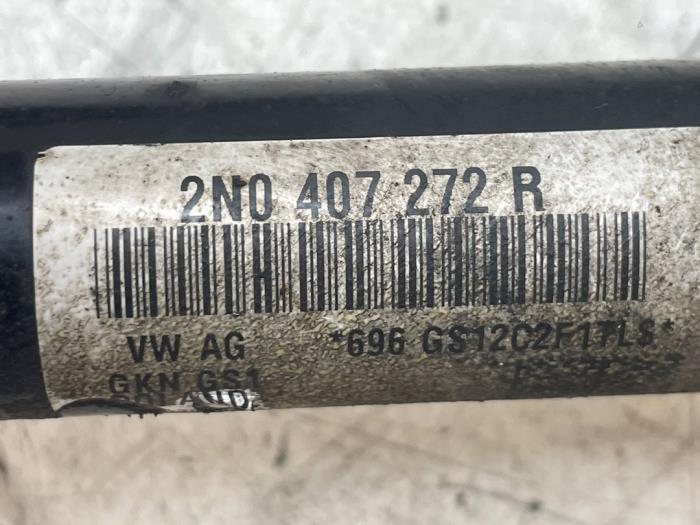 2N0 407 272 R
VW AG *696 GS12C2F17LS*
GKN GS1